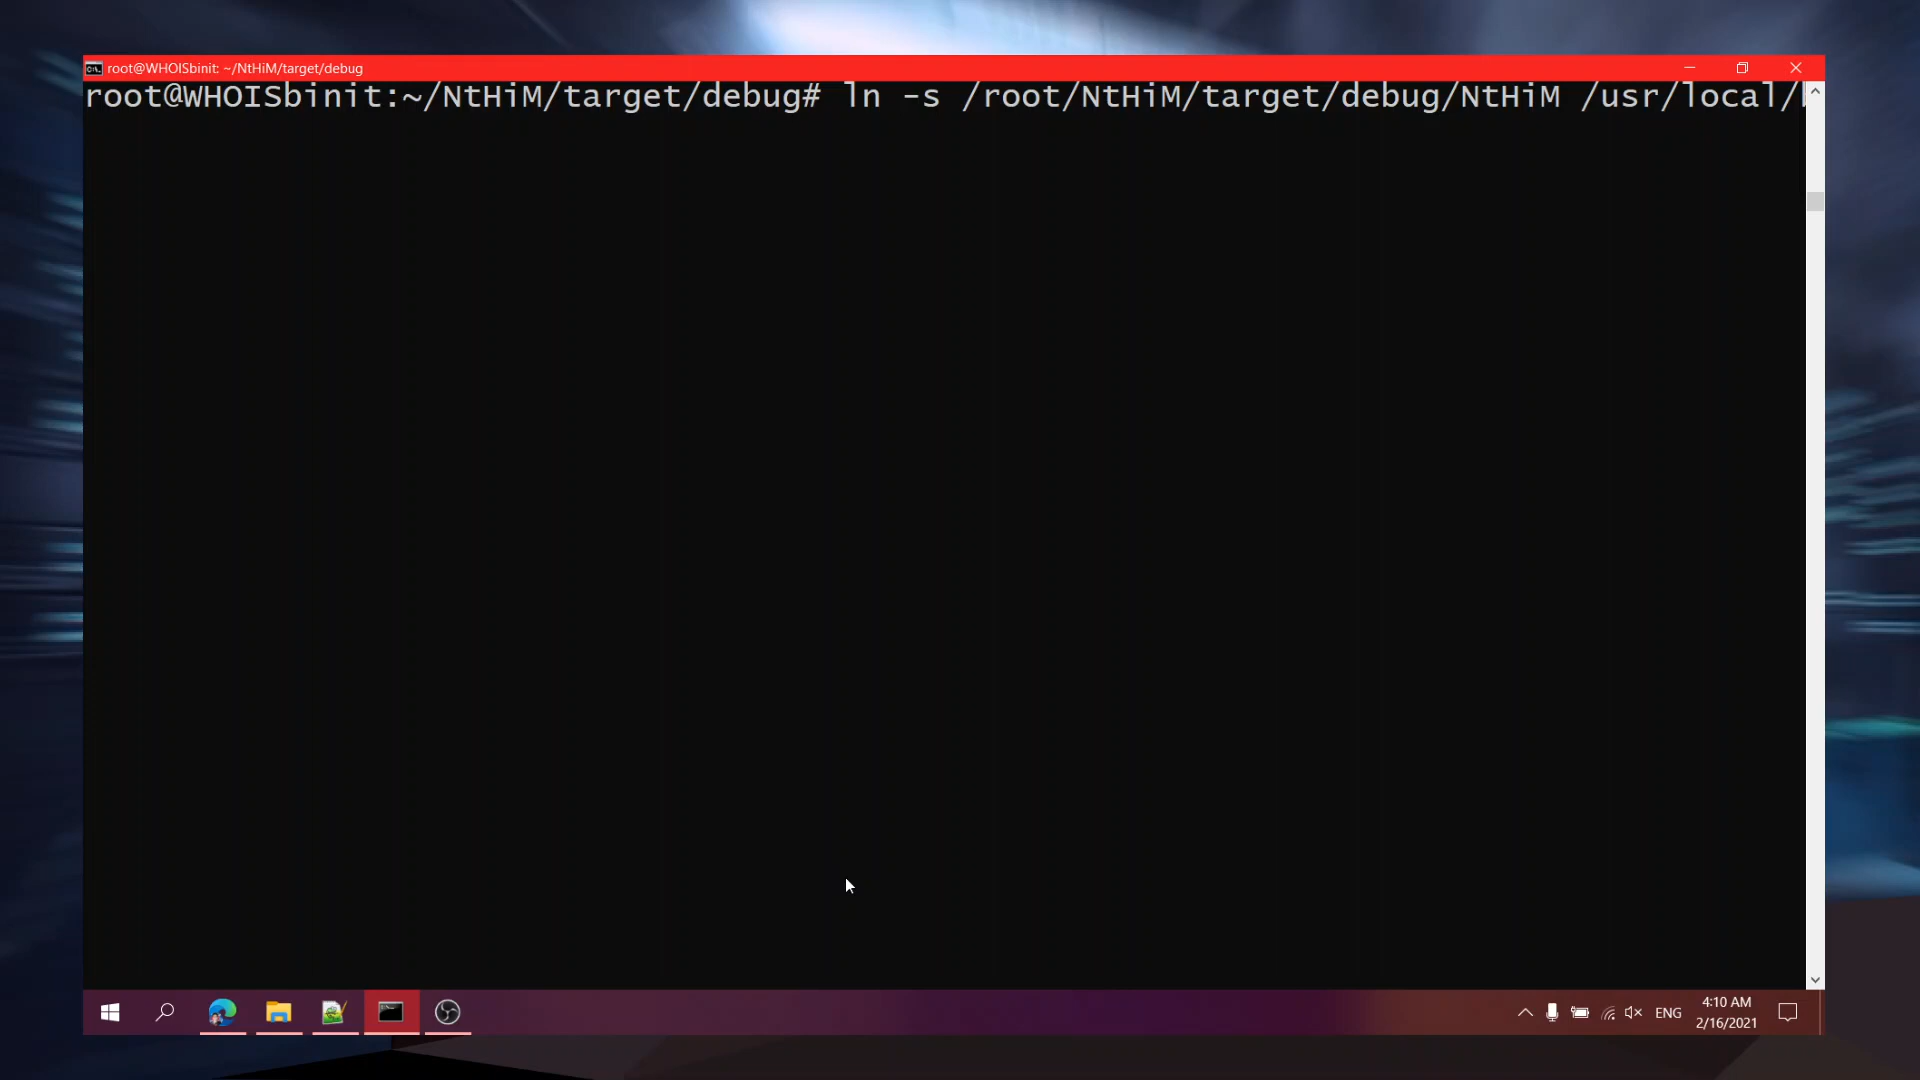 root@WHOISbinit: ~/NtHiM/target/debug
root@WHOISbinit:~/NtHiM/target/debug# ln -s /root/NtHiM/target/debug/NtHiM /usr/local/
ENG
4:10 AM
2/16/2021